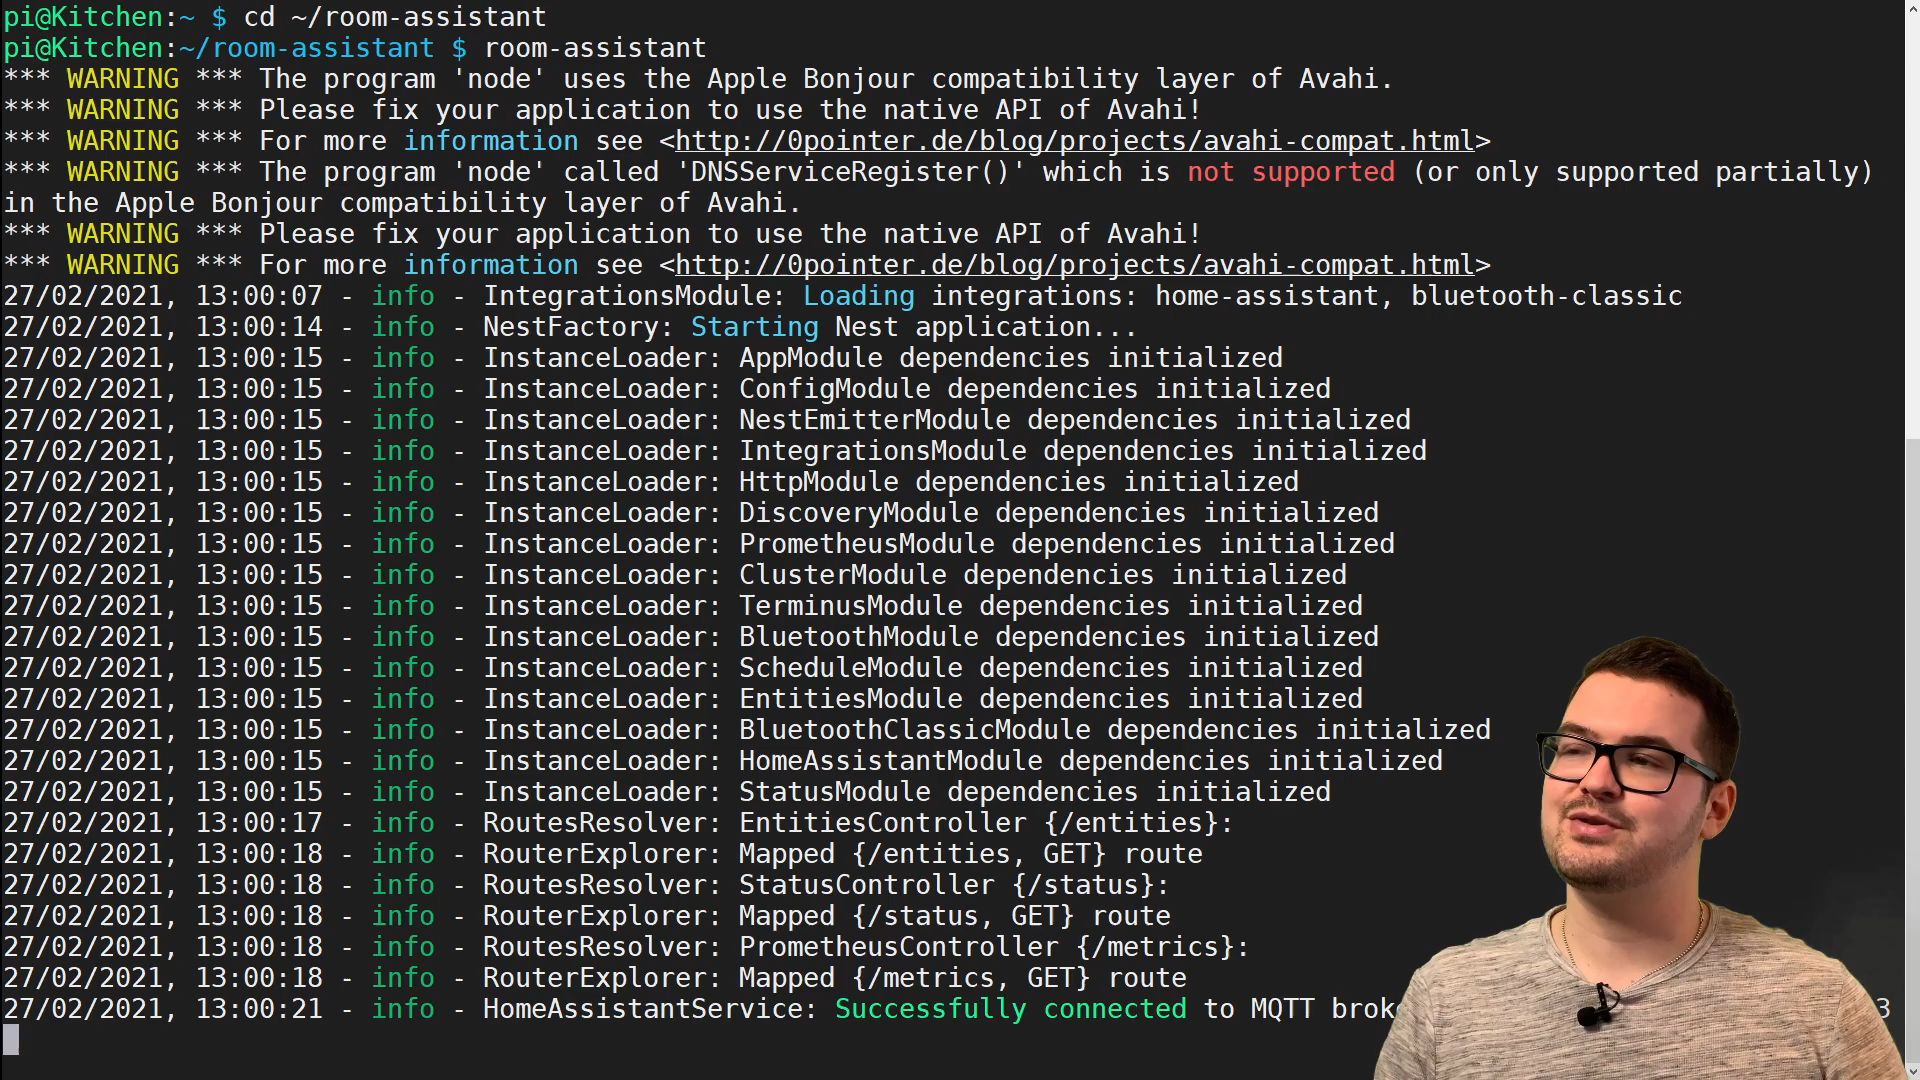 pi@Kitchen:~ $ cd ~/room-assistant
pi@Kitchen:~/room-assistant $ room-assistant
*** WARNING *** The program 'node' uses the Apple Bonjour compatibility layer of Avahi.
*** WARNING *** Please fix your application to use the native API of Avahi!
*** WARNING *** For more information see <http://0pointer.de/blog/projects/avahi-compat.html>
*** WARNING *** The program 'node' called 'DNSServiceRegister()' which is not supported (or only supported partially)
in the Apple Bonjour compatibility layer of Avahi.
*** WARNING *** Please fix your application to use the native API of Avahi!
*** WARNING *** For more information see <http://0pointer.de/blog/projects/avahi-compat.html>
27/02/2021, 13:00:07 - info - IntegrationsModule: Loading integrations: home-assistant, bluetooth-classic
27/02/2021, 13:00:14 - info - NestFactory: Starting Nest application...
27/02/2021, 13:00:15 - info - InstanceLoader: AppModule dependencies initialized
27/02/2021, 13:00:15 - info - InstanceLoader: ConfigModule dependencies initialized
27/02/2021, 13:00:15 - info - InstanceLoader: NestEmitterModule dependencies initialized
27/02/2021, 13:00:15 - info - InstanceLoader: IntegrationsModule dependencies initialized
27/02/2021, 13:00:15 - info - InstanceLoader: HttpModule dependencies initialized
27/02/2021, 13:00:15 - info - InstanceLoader: DiscoveryModule dependencies initialized
27/02/2021, 13:00:15 - info - InstanceLoader: PrometheusModule dependencies initialized
27/02/2021, 13:00:15 - info - InstanceLoader: ClusterModule dependencies initialized
27/02/2021, 13:00:15 - info - InstanceLoader: TerminusModule dependencies initialized
27/02/2021, 13:00:15 - info - InstanceLoader: BluetoothModule dependencies initialized
27/02/2021, 13:00:15 - info - InstanceLoader: ScheduleModule dependencies initialized
27/02/2021, 13:00:15 - info - InstanceLoader: EntitiesModule dependencies initialized
27/02/2021, 13:00:15 - info - InstanceLoader: BluetoothClassicModule dependencies initialized
27/02/2021, 13:00:15 - info - InstanceLoader: HomeAssistantModule dependencies initialized
27/02/2021, 13:00:15 - info - InstanceLoader: StatusModule dependencies initialized
27/02/2021, 13:00:17 - info - RoutesResolver: EntitiesController {/entities}:
27/02/2021, 13:00:18 - info - RouterExplorer: Mapped {/entities, GET} route
27/02/2021, 13:00:18 - info - RoutesResolver: StatusController {/status}:
27/02/2021, 13:00:18 - info - RouterExplorer: Mapped {/status, GET} route
27/02/2021, 13:00:18 - info - RoutesResolver: PrometheusController {/metrics}:
27/02/2021, 13:00:18 - info - RouterExplorer: Mapped {/metrics, GET} route
27/02/2021, 13:00:21 - info - HomeAssistantService: Successfully connected to MQTT